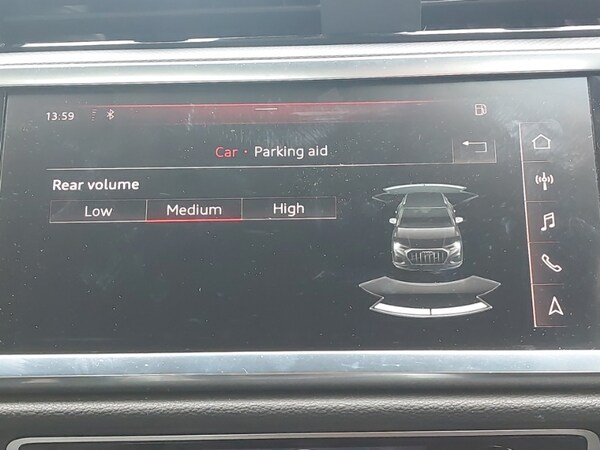 13:59
Car · Parking aid
Rear volume
Low Medium High